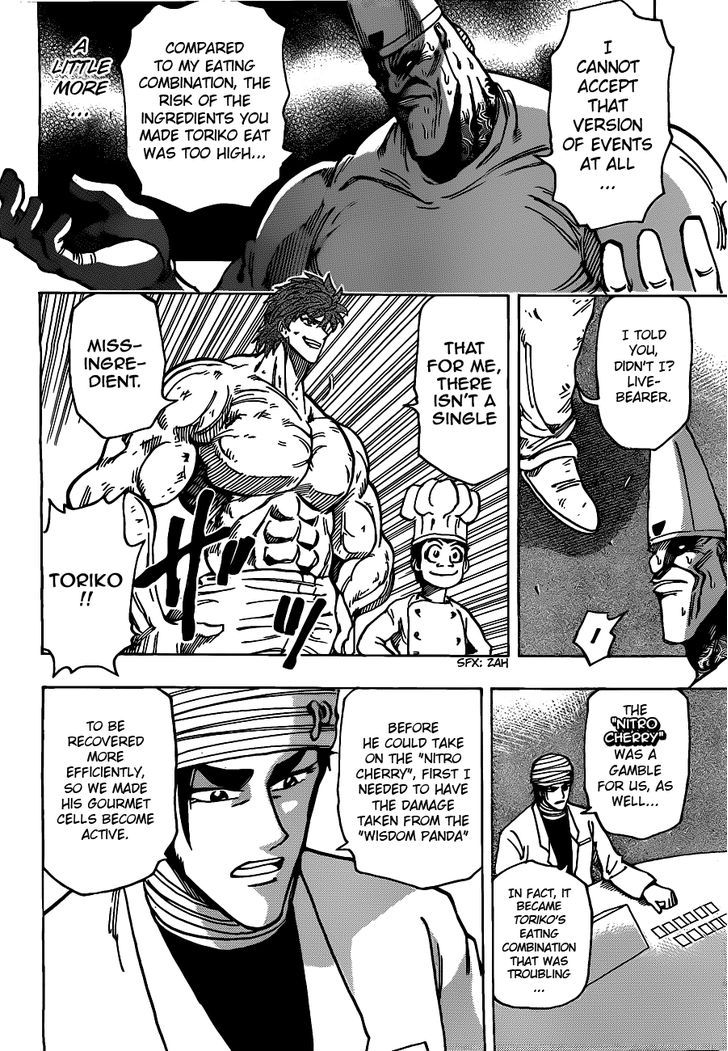 I
CANNOT
ACCEPT
THAT
VERSION
OF EVENTS
AT ALL
...
COMPARED
TO MY EATING
COMBINATION, THE
RISK OF THE
INGREDIENTS YOU
MADE TORIKO EAT
WAS TOO HIGH...
A
LITTLE
MORE
...
I TOLD
YOU,
DIDN'T I?
LIVE-
BEARER.
!
THAT
FOR ME,
THERE
ISN'T A
SINGLE
MISS-
INGRE-
DIENT.
TORIKO
!!
SFX: ZAH
THE
"NITRO
CHERRY"
WAS A
GAMBLE
FOR US, AS
WELL...
IN FACT, IT
BECAME
TORIKO'S
EATING
COMBINATION
THAT WAS
TROUBLING
...
BEFORE
HE COULD TAKE
ON THE "NITRO
CHERRY", FIRST I
NEEDED TO HAVE
THE DAMAGE
TAKEN FROM THE
"WISDOM PANDA"
TO BE
RECOVERED
MORE
EFFICIENTLY,
SO WE MADE
HIS GOURMET
CELLS BECOME
ACTIVE.